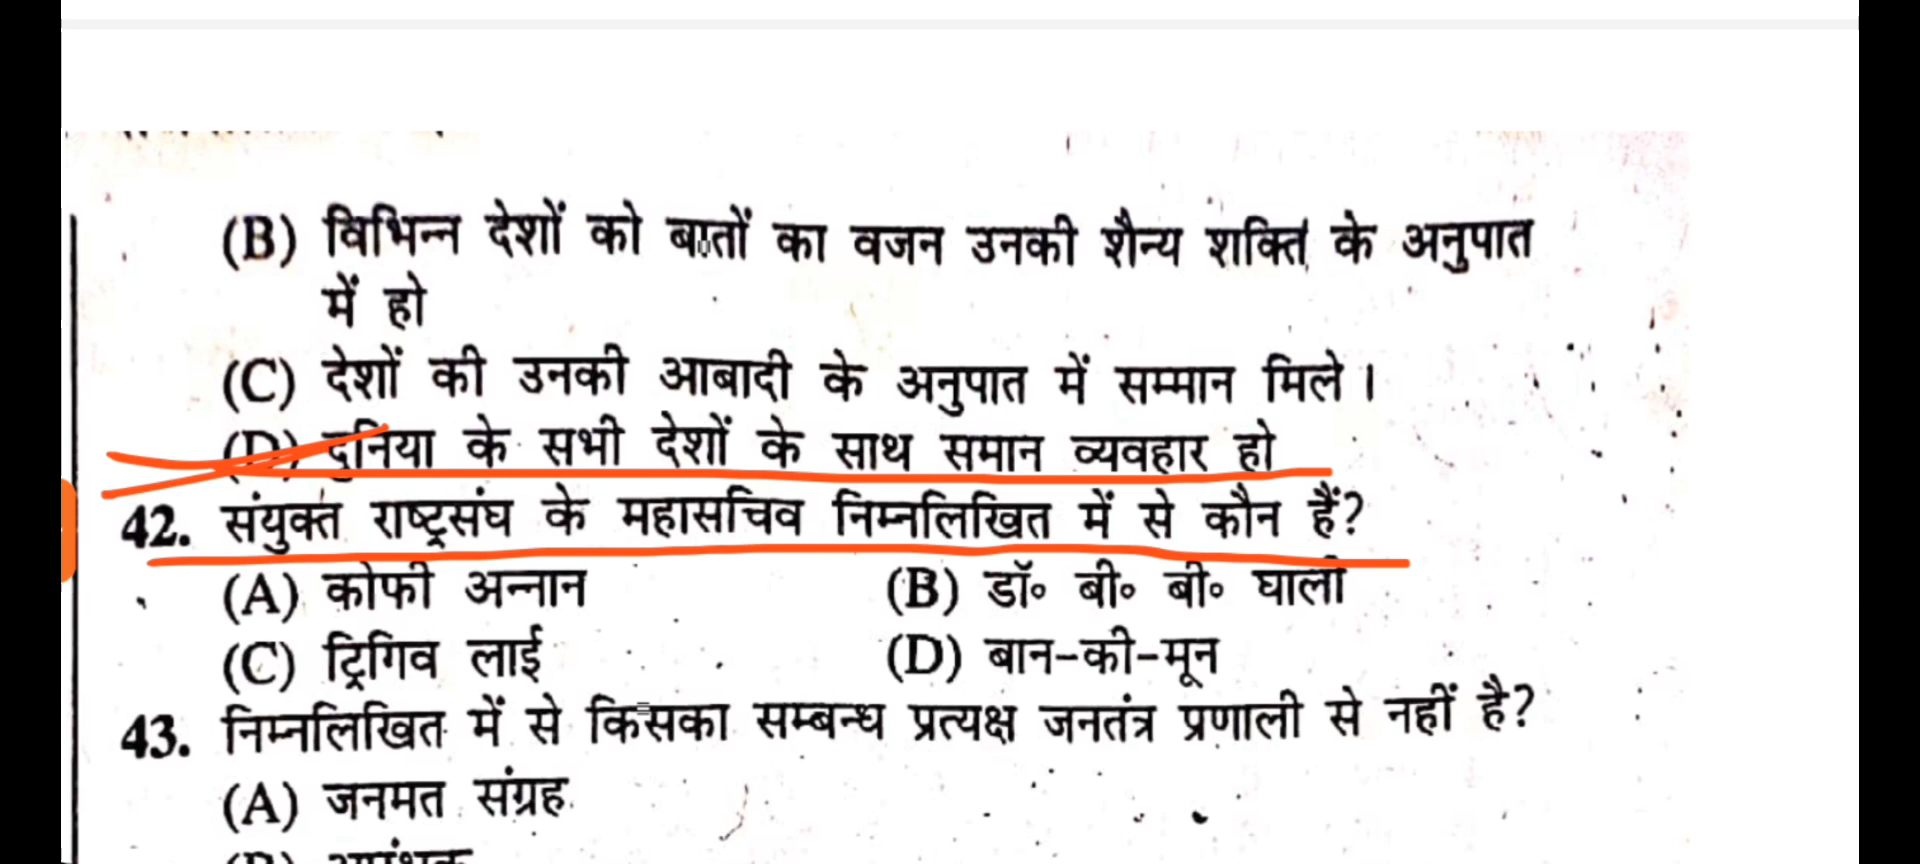 (B) विभिन्न देशों को बातों का वजन उनकी शैन्य शक्ति के अनुपात
में हो
(C) देशों की उनकी आबादी के अनुपात में सम्मान मिले।
(D) दुनिया के सभी देशों के साथ समान व्यवहार हो
42. संयुक्त राष्ट्रसंघ के महासचिव निम्नलिखित में से कौन हैं?
(A) कोफी अन्नान (B) डॉ॰ बी॰ बी॰ घाली
(C) ट्रिगिव लाई (D) बान-की-मून
43. निम्नलिखित में से किसका सम्बन्ध प्रत्यक्ष जनतंत्र प्रणाली से नहीं है?
(A) जनमत संग्रह